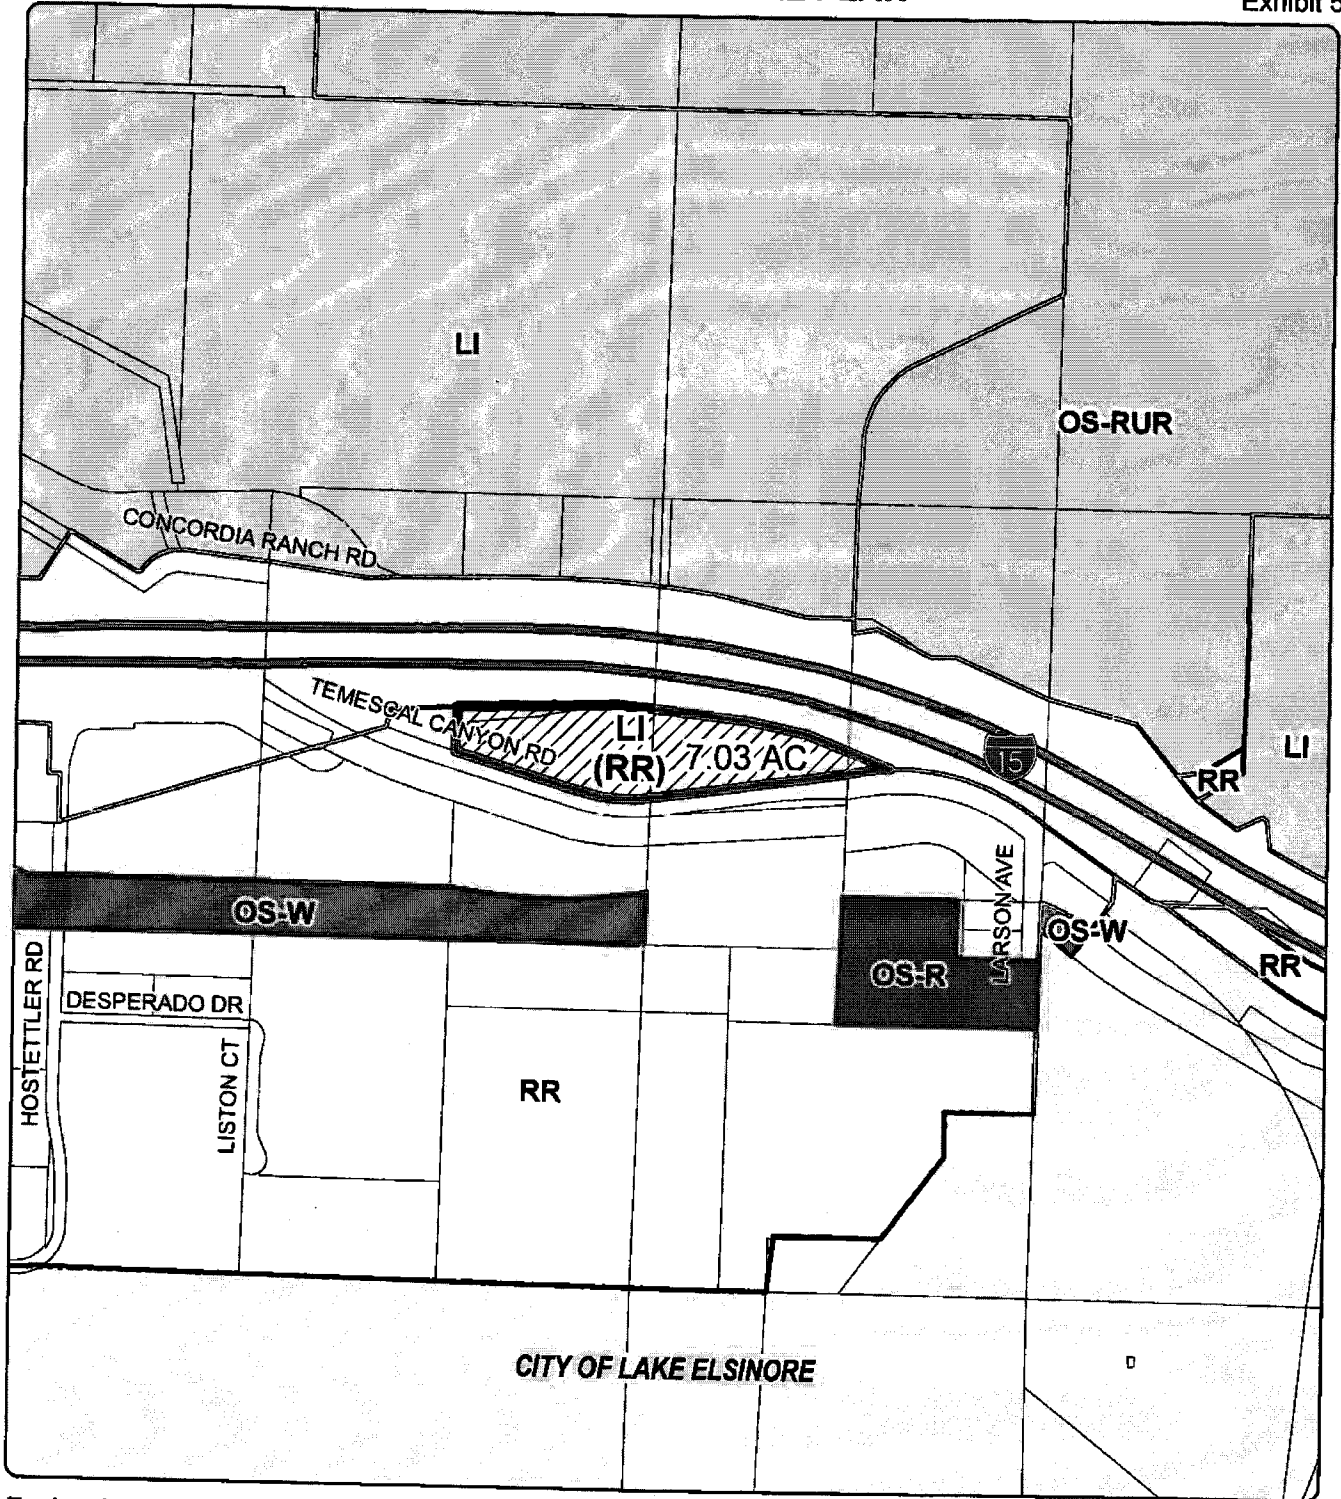 Exhibit 5
LI
OS-RUR
CONCORDIA RANCH RD
TEMESCAL CANYON RD
LI
(RR)
7.03 AC
15
LI
RR
OS-W
LARSON AVE
OS-W
OS-R
RR
HOSTETTLER RD
DESPERADO DR
LISTON CT
RR
CITY OF LAKE ELSINORE